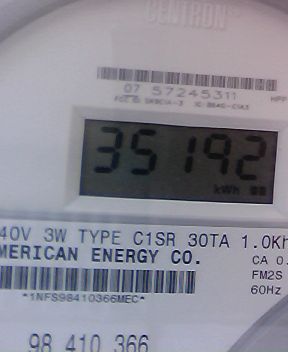 CENTRON
07 57245311
35192
kWh
40V 3W TYPE C1SR 30TA 1.0Kh
MERICAN ENERGY CO.
CA 0.
FM2S
60Hz
*1NFS98410366MEC*
98 410 366